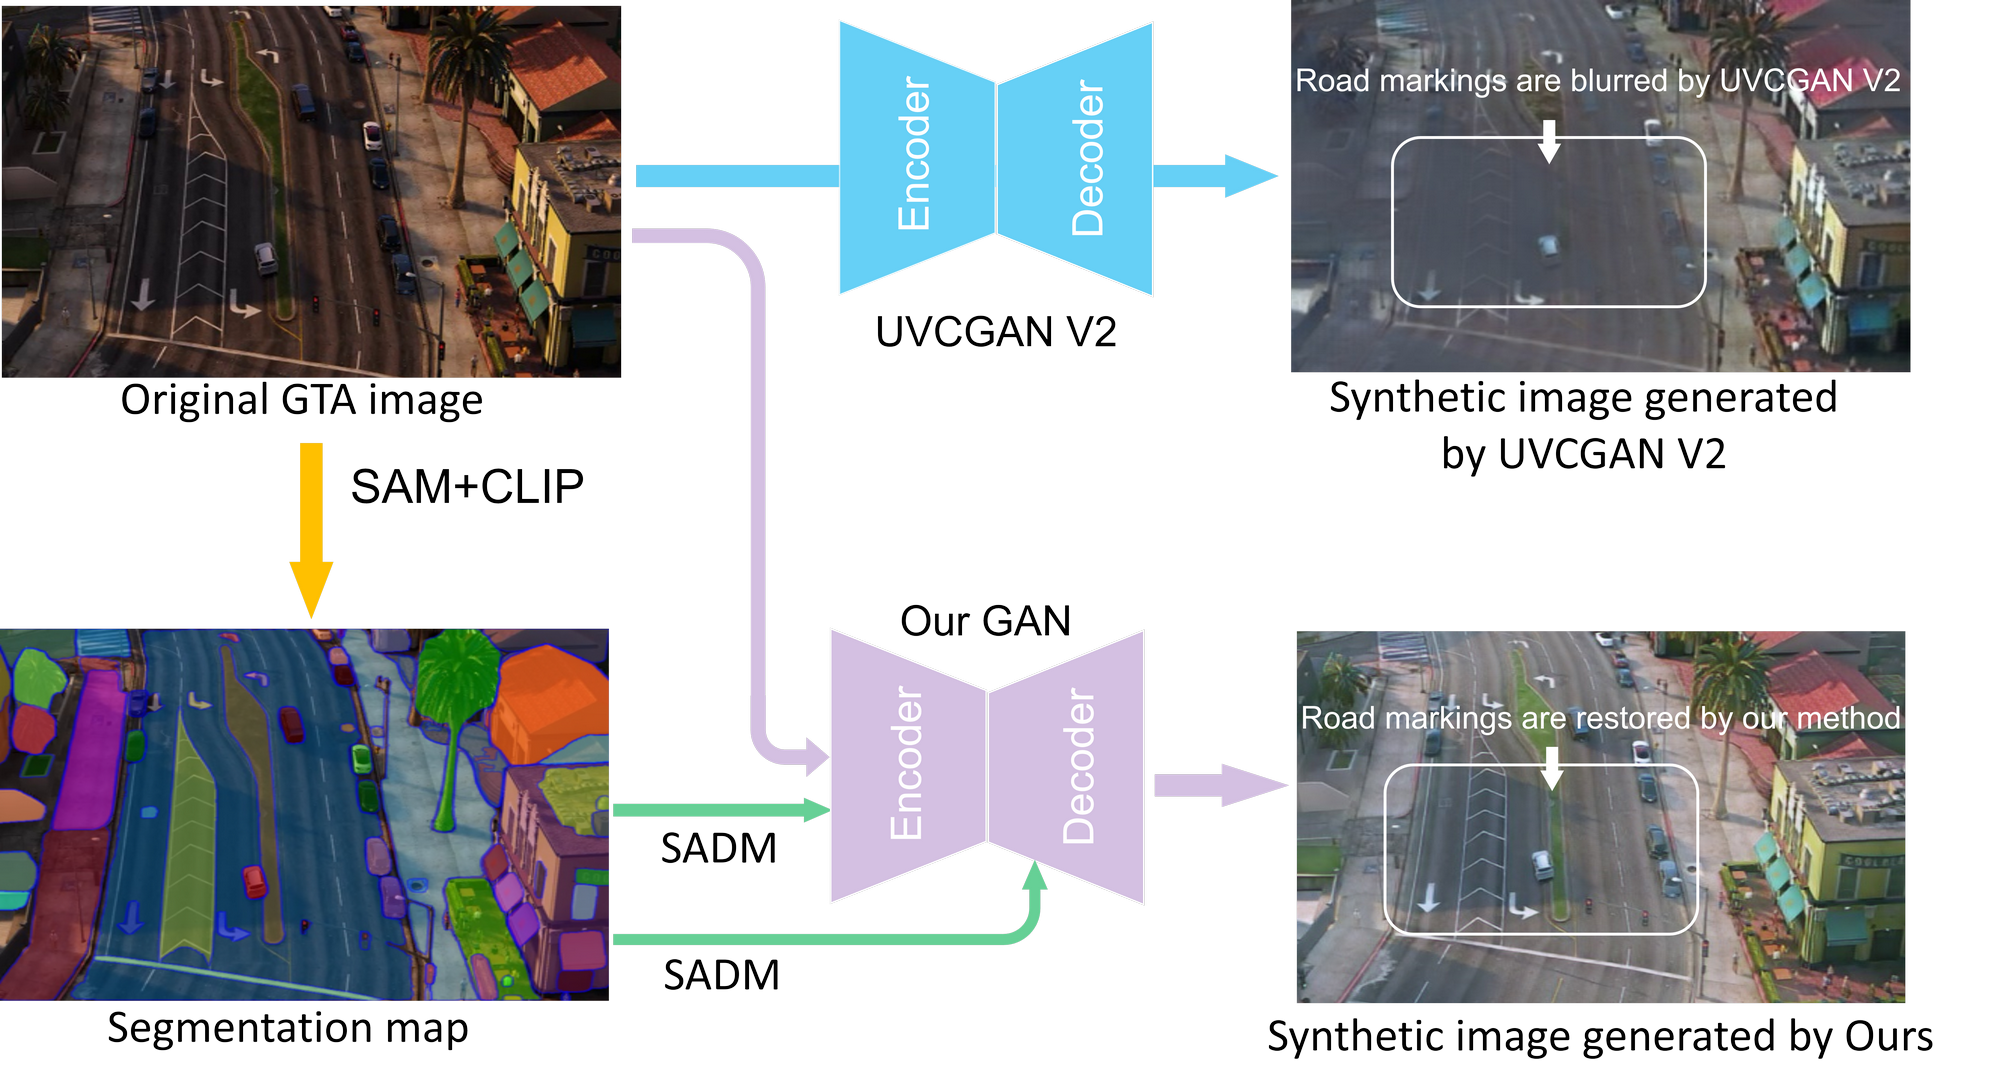 Road markings are blurred by UVCGAN V2
Encoder
Decoder
UVCGAN V2
Original GTA image
Synthetic image generated
by UVCGAN V2
SAM+CLIP
Our GAN
Encoder
Decoder
Road markings are restored by our method
SADM
SADM
Segmentation map
Synthetic image generated by Ours